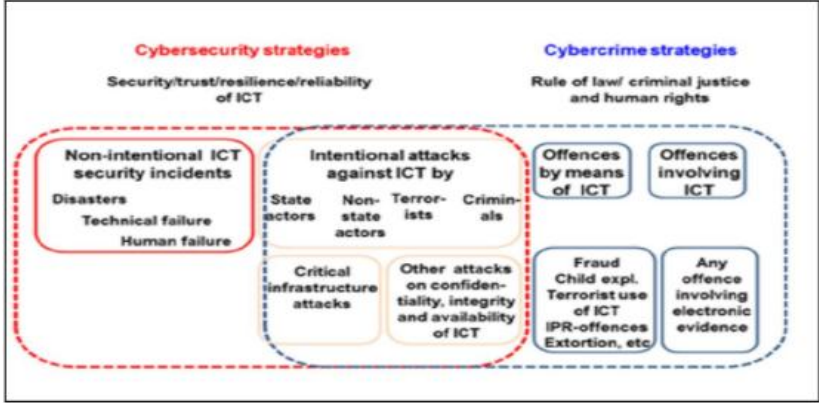 Cybersecurity strategies
Security/trust/resilience/reliability
of ICT
Cybercrime strategies
Rule of law/ criminal justice
and human rights
Non-intentional ICT
security incidents
Disasters
Technical failure
Human failure
Intentional attacks
against ICT by
State
actors
Non-
state
actors
Terror-
ists
Crimin-
als
Offences
by means
of ICT
Offences
involving
ICT
Critical
infrastructure
attacks
Other attacks
on confiden-
tiality, integrity
and availability
of ICT
Fraud
Child expl.
Terrorist use
of ICT
IPR-offences
Extortion, etc
Any
offence
involving
electronic
evidence